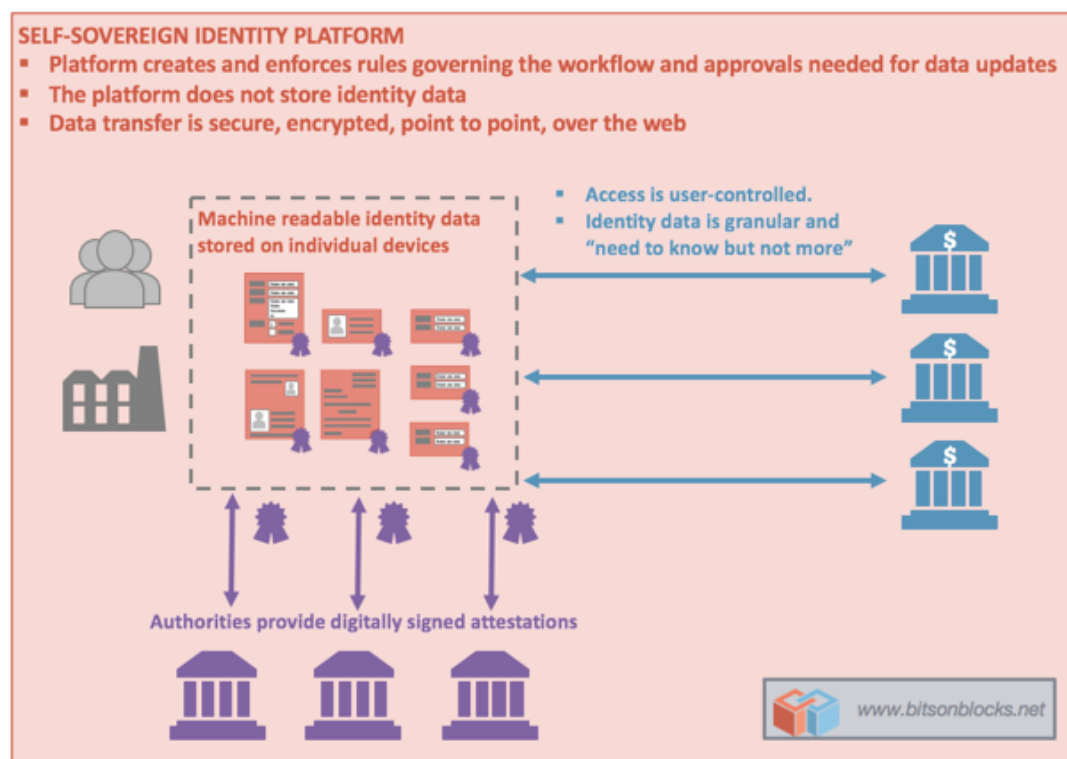 SELF-SOVEREIGN IDENTITY PLATFORM
▪ Platform creates and enforces rules governing the workflow and approvals needed for data updates
▪ The platform does not store identity data
▪ Data transfer is secure, encrypted, point to point, over the web
▪ Access is user-controlled.
▪ Identity data is granular and
“need to know but not more”
Machine readable identity data
stored on individual devices
$
$
$
Authorities provide digitally signed attestations
www.bitsonblocks.net